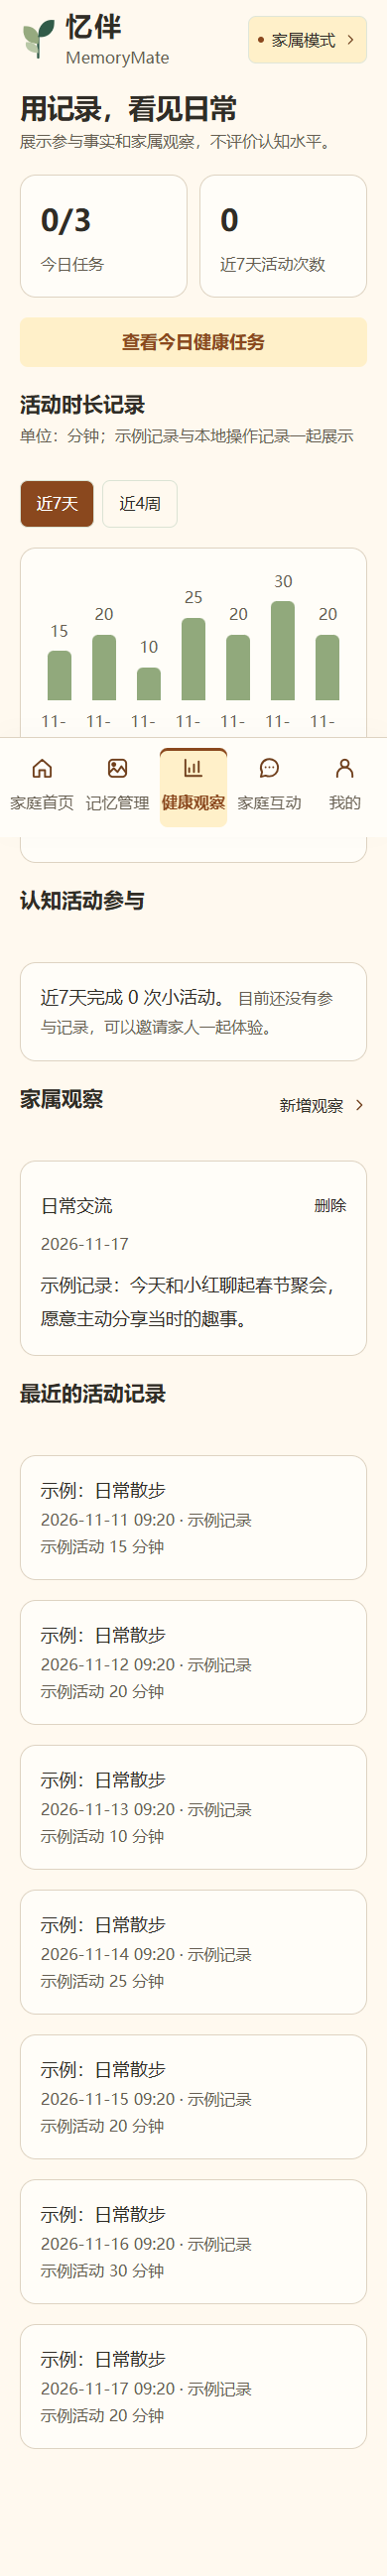 忆伴
MemoryMate
家属模式
用记录，看见日常
展示参与事实和家属观察，不评价认知水平。
0/3
今日任务
0
近7天活动次数
查看今日健康任务
活动时长记录
单位：分钟；示例记录与本地操作记录一起展示
近7天
近4周
15
20
10
25
20
30
20
11-
11-
11-
11-
11-
11-
11-
家庭首页
记忆管理
健康观察
家庭互动
我的
认知活动参与
近7天完成 0 次小活动。 目前还没有参
与记录，可以邀请家人一起体验。
家属观察
新增观察
日常交流
删除
2026-11-17
示例记录：今天和小红聊起春节聚会，
愿意主动分享当时的趣事。
最近的活动记录
示例：日常散步
2026-11-11 09:20 · 示例记录
示例活动 15 分钟
示例：日常散步
2026-11-12 09:20 · 示例记录
示例活动 20 分钟
示例：日常散步
2026-11-13 09:20 · 示例记录
示例活动 10 分钟
示例：日常散步
2026-11-14 09:20 · 示例记录
示例活动 25 分钟
示例：日常散步
2026-11-15 09:20 · 示例记录
示例活动 20 分钟
示例：日常散步
2026-11-16 09:20 · 示例记录
示例活动 30 分钟
示例：日常散步
2026-11-17 09:20 · 示例记录
示例活动 20 分钟